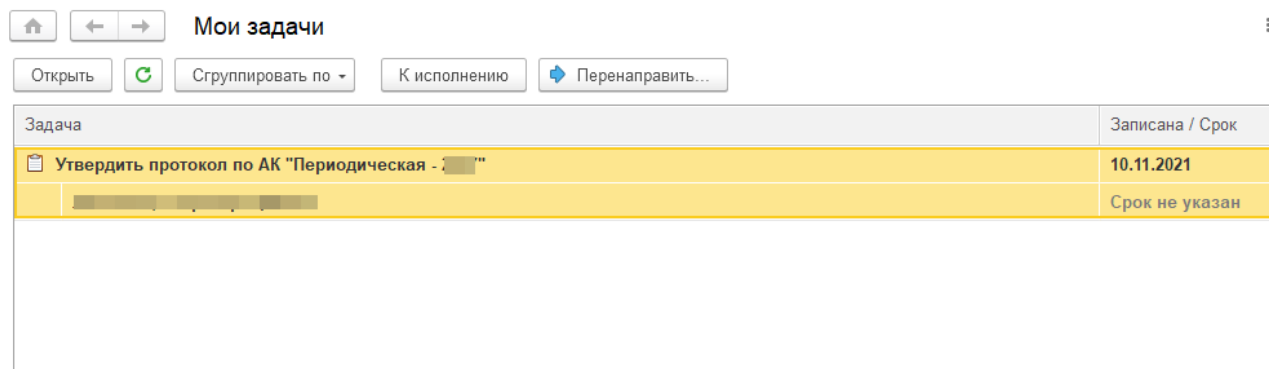 Мои задачи
Открыть Сгруппировать по К исполнению Перенаправить...
Задача Записана / Срок
Утвердить протокол по АК "Периодическая - " 10.11.2021
Срок не указан